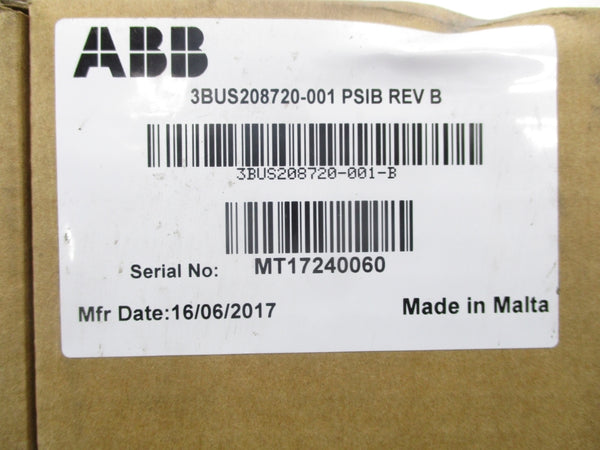 ABB
3BUS208720-001 PSIB REV B
3BUS208720-001-B
Serial No: MT17240060
Mfr Date:16/06/2017 Made in Malta